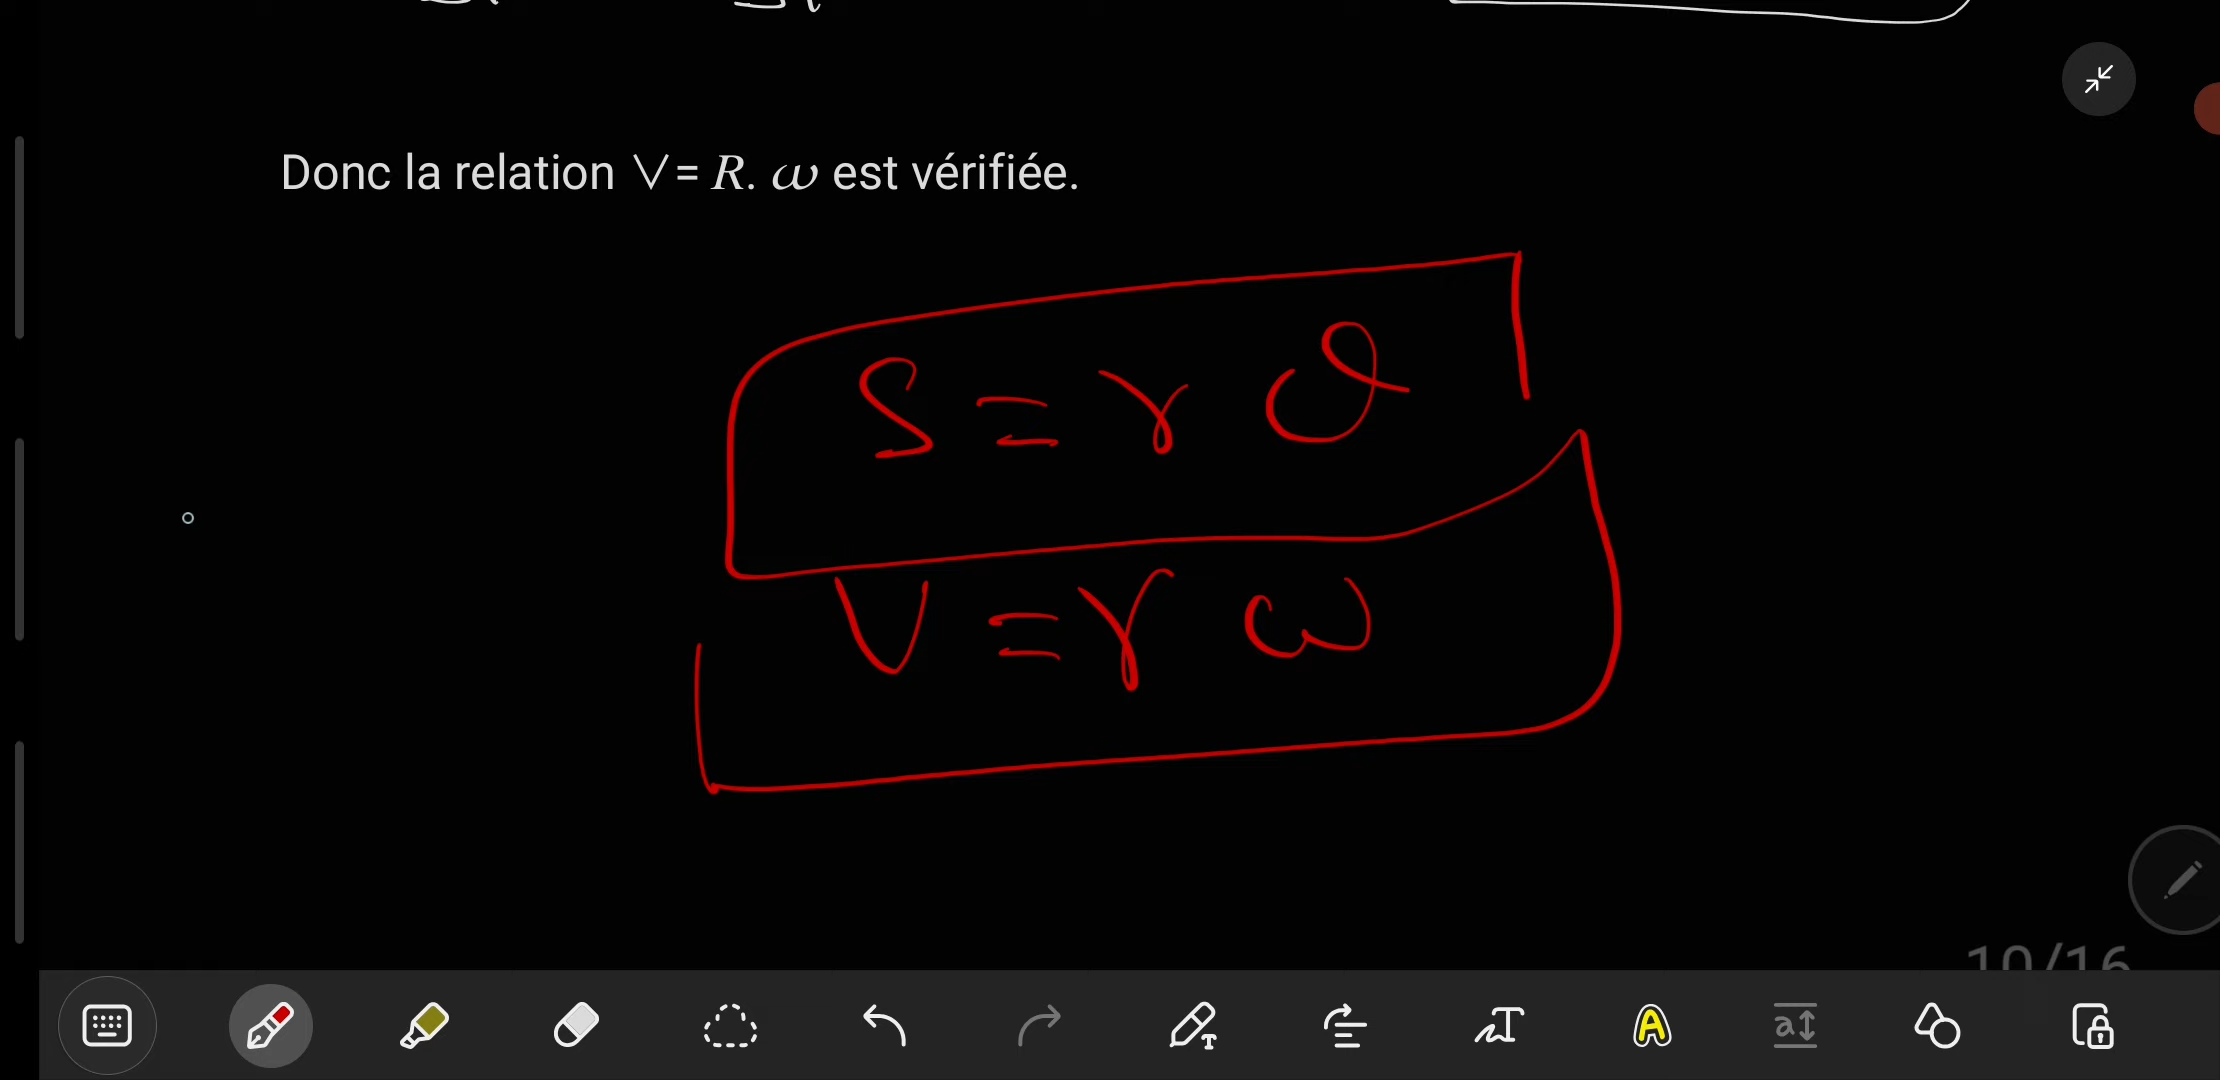 Donc la relation V= R. ω est vérifiée.
S = r θ
V = r ω
10/16